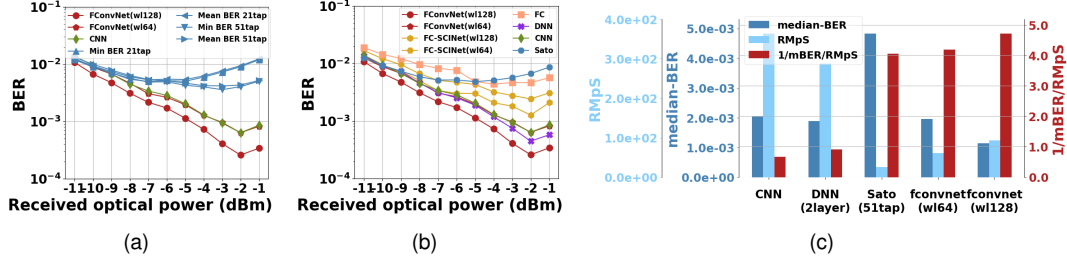 FConvNet(wl128)
FConvNet(wl64)
CNN
Min BER 21tap
Mean BER 21tap
Min BER 51tap
Mean BER 51tap
10⁻¹
10⁻²
10⁻³
10⁻⁴
BER
-11 -10 -9 -8 -7 -6 -5 -4 -3 -2 -1
Received optical power (dBm)
(a)
FConvNet(wl128)
FConvNet(wl64)
FC-SCINet(wl128)
FC-SCINet(wl64)
FC
DNN
CNN
Sato
10⁻¹
10⁻²
10⁻³
10⁻⁴
BER
-11 -10 -9 -8 -7 -6 -5 -4 -3 -2 -1
Received optical power (dBm)
(b)
4.0e+02
3.0e+02
2.0e+02
1.0e+02
0.0e+00
RMpS
5.0e-03
4.0e-03
3.0e-03
2.0e-03
1.0e-03
0.0e+00
median-BER
median-BER
RMpS
1/mBER/RMpS
5.0
4.0
3.0
2.0
1.0
0.0
1/mBER/RMpS
CNN DNN Sato fconvnet fconvnet
(2layer) (51tap) (wl64) (wl128)
(c)